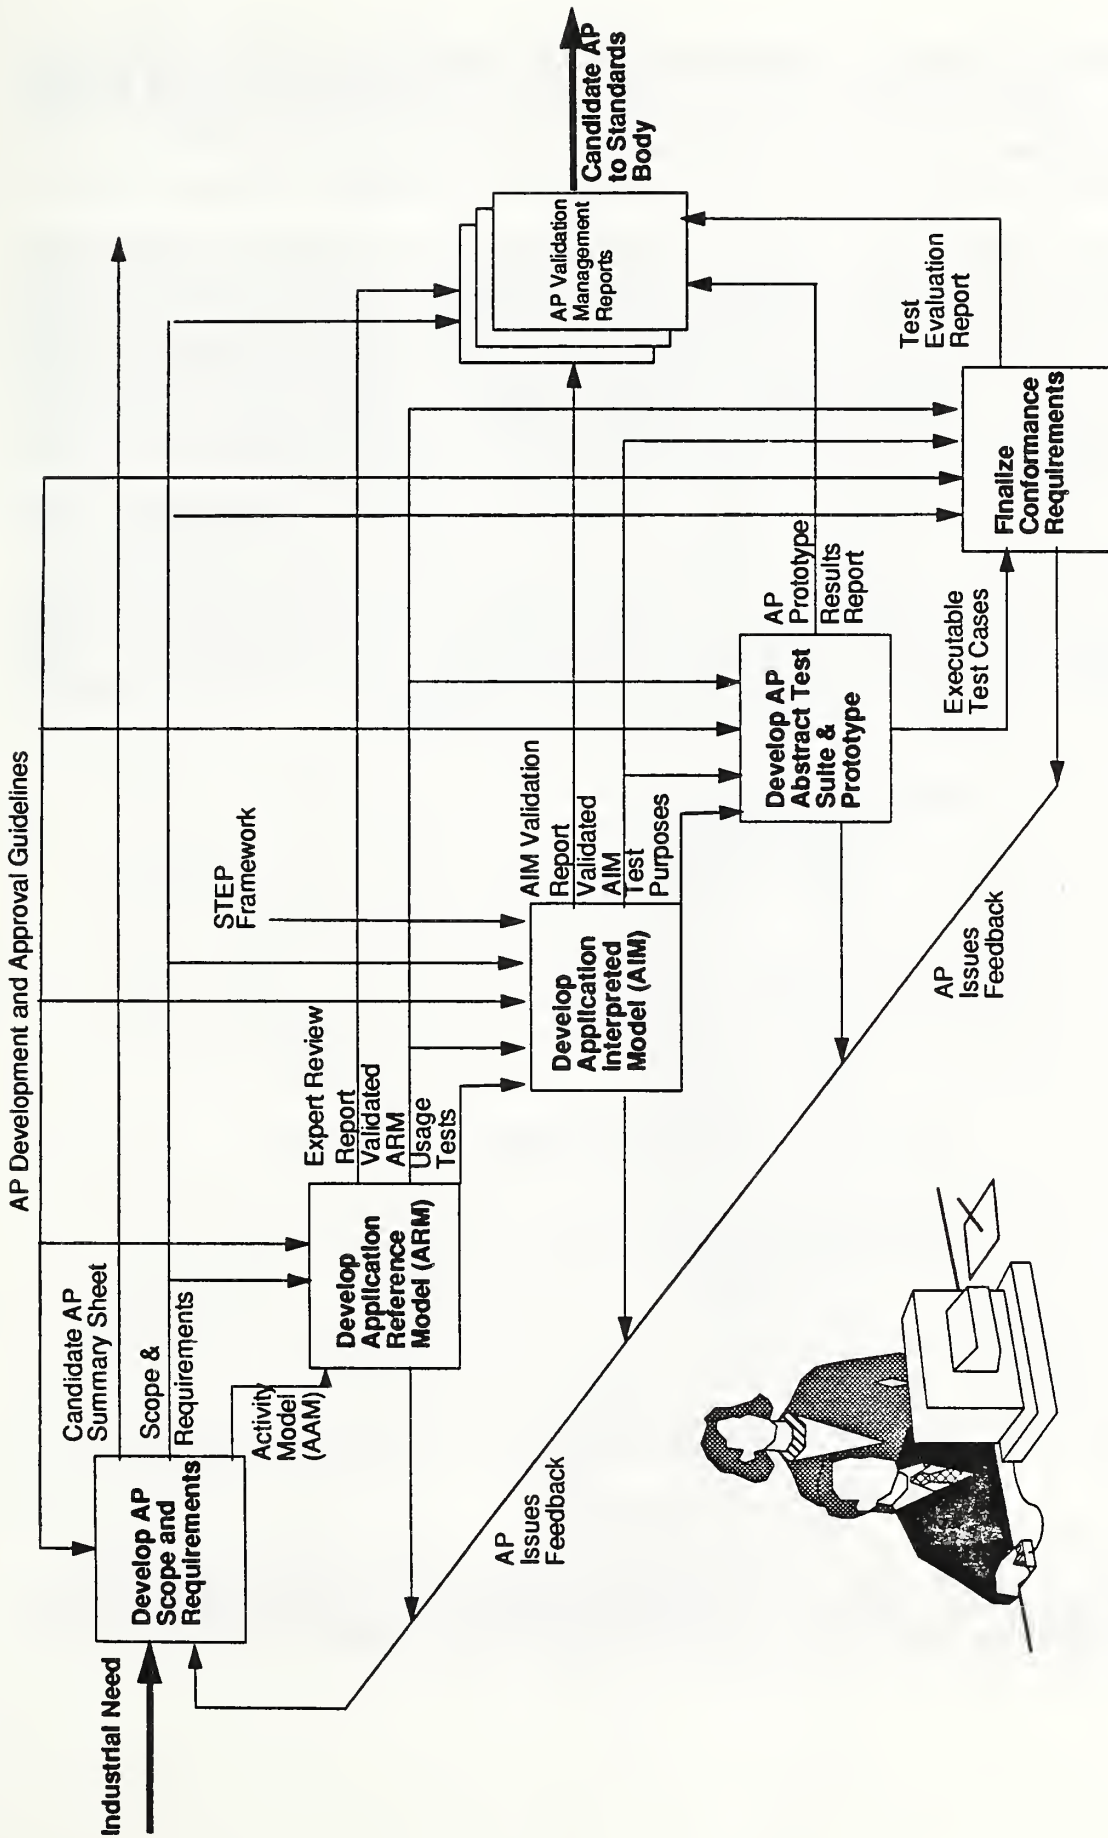 AP Development and Approval Guidelines
Industrial Need
Develop AP
Scope and
Requirements
Candidate AP
Summary Sheet
Scope &
Requirements
Activity
Model
(AAM)
Develop
Application
Reference
Model (ARM)
Expert Review
Report
Validated
ARM
Usage
Tests
STEP
Framework
Develop
Application
Interpreted
Model (AIM)
AIM Validation
Report
Validated
AIM
Test
Purposes
Develop AP
Abstract Test
Suite &
Prototype
AP
Prototype
Results
Report
Executable
Test Cases
Finalize
Conformance
Requirements
Test
Evaluation
Report
AP Validation
Management
Reports
Candidate AP
to Standards
Body
AP
Issues
Feedback
AP
Issues
Feedback